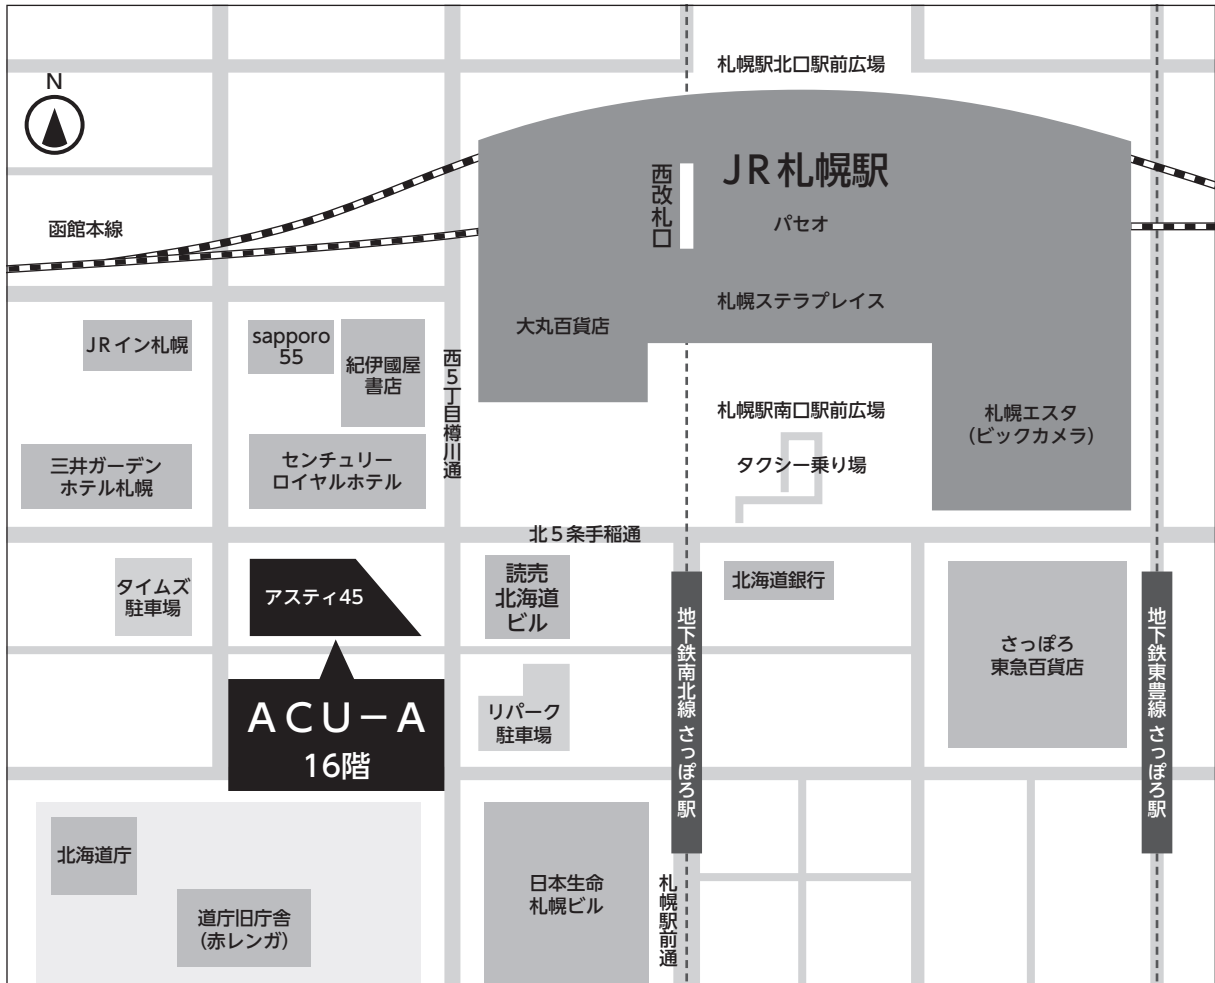 札幌駅北口駅前広場
N
JR札幌駅
西改札口
パセオ
函館本線
札幌ステラプレイス
大丸百貨店
JRイン札幌
sapporo
55
紀伊國屋
書店
西5丁目樽川通
札幌駅南口駅前広場
札幌エスタ
(ビックカメラ)
タクシー乗り場
三井ガーデン
ホテル札幌
センチュリー
ロイヤルホテル
北5条手稲通
タイムズ
駐車場
アスティ45
読売
北海道
ビル
北海道銀行
さっぽろ
東急百貨店
地下鉄南北線 さっぽろ駅
地下鉄東豊線 さっぽろ駅
ACU-A
16階
リパーク
駐車場
北海道庁
道庁旧庁舎
(赤レンガ)
日本生命
札幌ビル
札幌駅前通